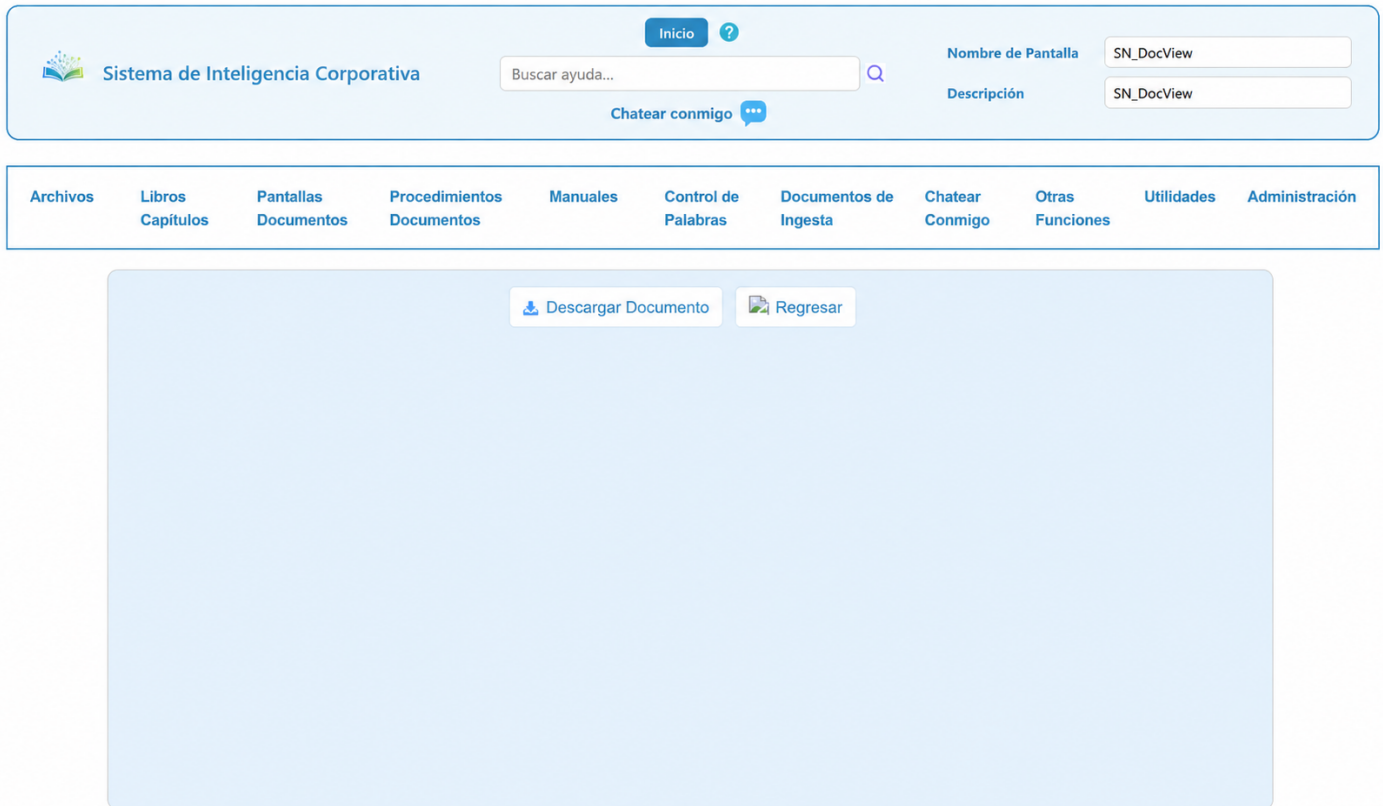 Inicio
?
Sistema de Inteligencia Corporativa
Buscar ayuda...
Chatear conmigo
Nombre de Pantalla
SN_DocView
Descripción
SN_DocView
Archivos
Libros
Capítulos
Pantallas
Documentos
Procedimientos
Documentos
Manuales
Control de
Palabras
Documentos de
Ingesta
Chatear
Conmigo
Otras
Funciones
Utilidades
Administración
Descargar Documento
Regresar